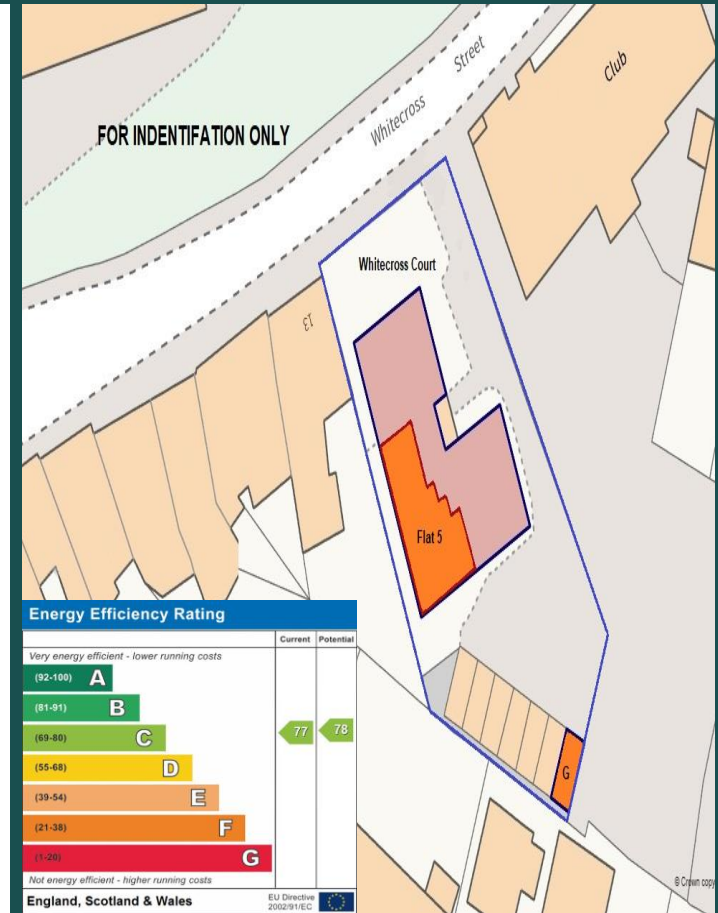 Street
Whitecross
Club
FOR INDENTIFATION ONLY
Whitecross Court
13
Flat 5
G
Energy Efficiency Rating
Current Potential
Very energy efficient - lower running costs
(92-100) A
(81-91) B
(69-80) C 77 78
(55-68) D
(39-54) E
(21-38) F
(1-20) G
Not energy efficient - higher running costs
England, Scotland & Wales
EU Directive
2002/91/EC
© Crown copy